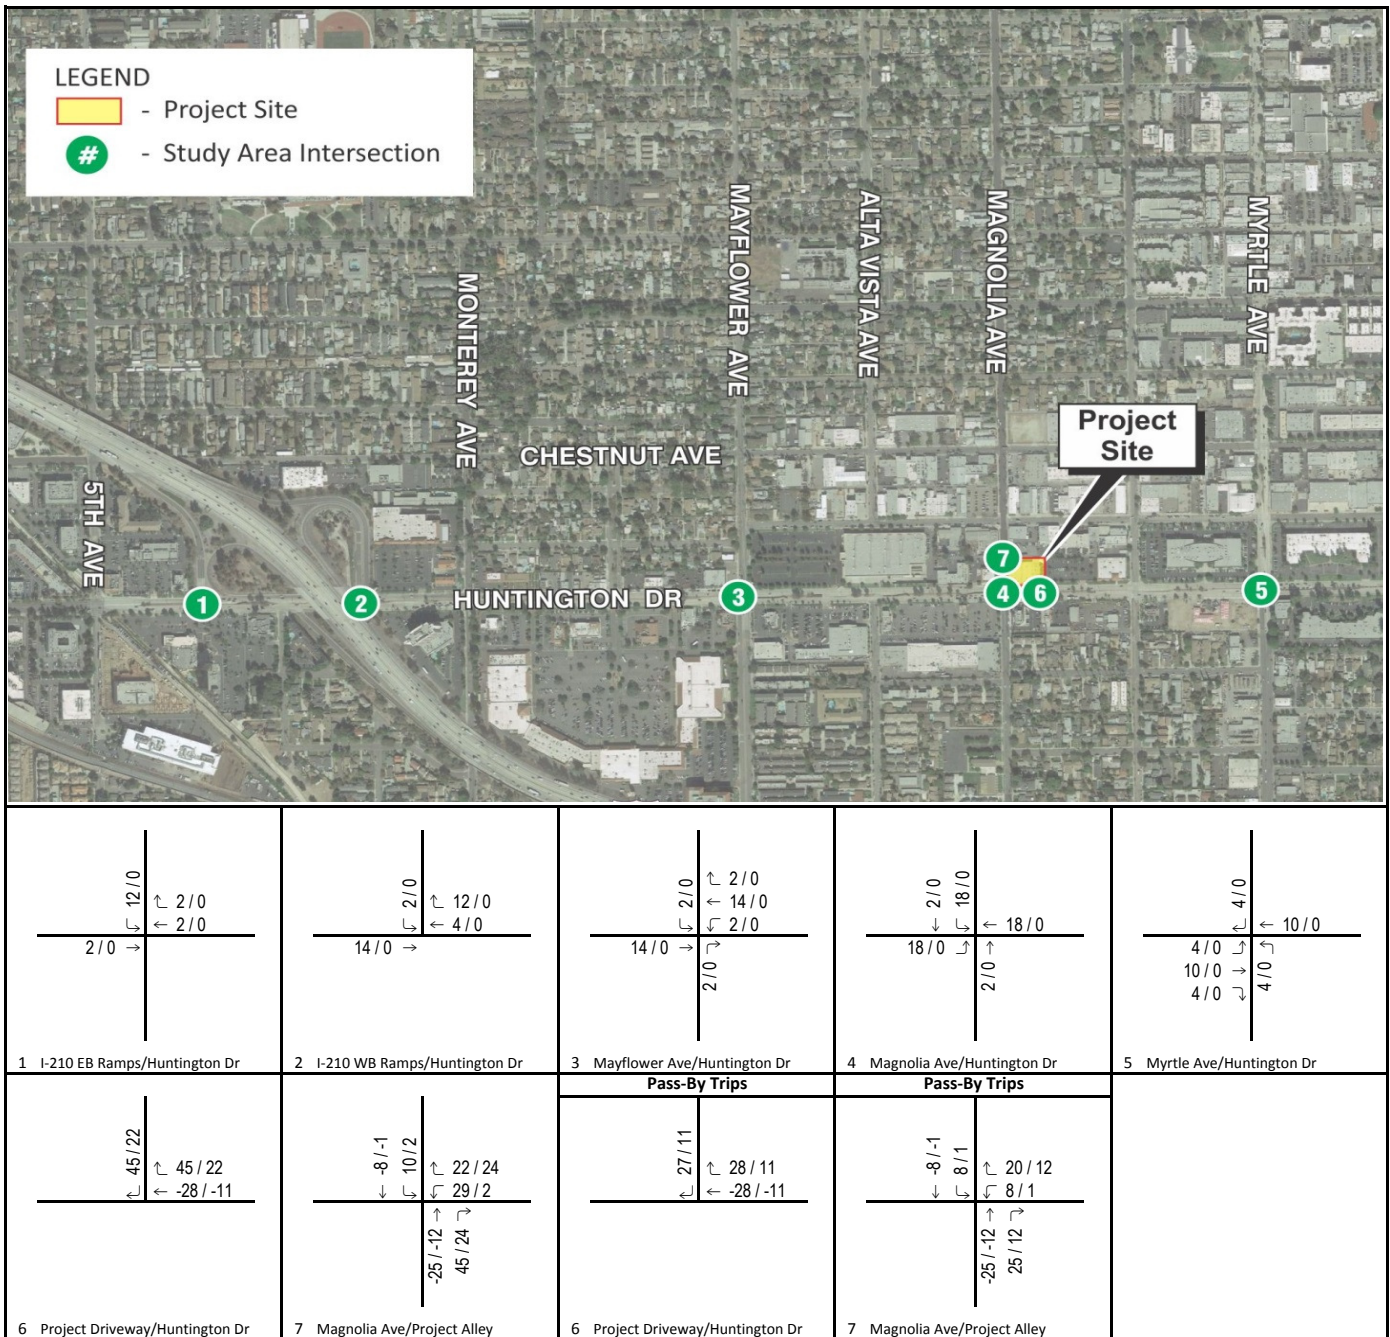 LEGEND
- Project Site
# - Study Area Intersection
MONTEREY AVE
MAYFLOWER AVE
ALTA VISTA AVE
MAGNOLIA AVE
MYRTLE AVE
5TH AVE
CHESTNUT AVE
HUNTINGTON DR
Project
Site
1
2
3
4
5
6
7
12 / 0
↳ ↑ 2 / 0
← 2 / 0
2 / 0 →
1 I-210 EB Ramps/Huntington Dr
2 / 0
↳ ↑ 12 / 0
← 4 / 0
14 / 0 →
2 I-210 WB Ramps/Huntington Dr
2 / 0
2 / 0
← 14 / 0
2 / 0
14 / 0 →
2 / 0
3 Mayflower Ave/Huntington Dr
2 / 0
18 / 0
← 18 / 0
18 / 0
2 / 0
4 Magnolia Ave/Huntington Dr
4 / 0
← 10 / 0
4 / 0
10 / 0 →
4 / 0
4 / 0
5 Myrtle Ave/Huntington Dr
45 / 22
45 / 22
← -28 / -11
6 Project Driveway/Huntington Dr
-8 / -1
10 / 2
22 / 24
29 / 2
-25 / -12
45 / 24
7 Magnolia Ave/Project Alley
Pass-By Trips
27 / 11
28 / 11
← -28 / -11
6 Project Driveway/Huntington Dr
Pass-By Trips
-8 / -1
8 / 1
20 / 12
8 / 1
-25 / -12
25 / 12
7 Magnolia Ave/Project Alley